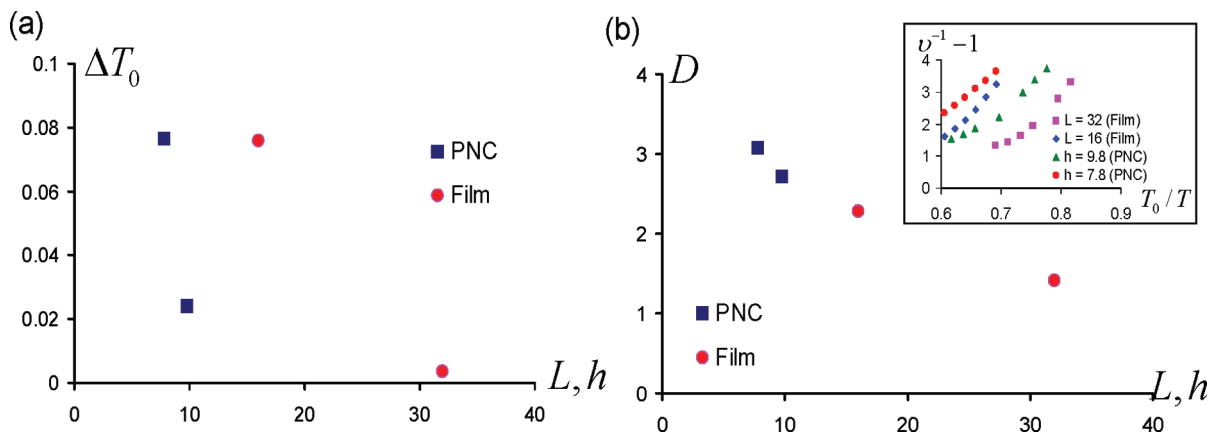 (a)
ΔT₀
0.1
0.08
0.06
0.04
0.02
0
PNC
Film
0 10 20 30 40
L, h
(b)
D
4
3
2
1
0
PNC
Film
0 10 20 30 40
L, h
υ⁻¹ −1
4
3
2
1
0
L = 32 (Film)
L = 16 (Film)
h = 9.8 (PNC)
h = 7.8 (PNC)
0.6 0.7 0.8 0.9
T₀ / T